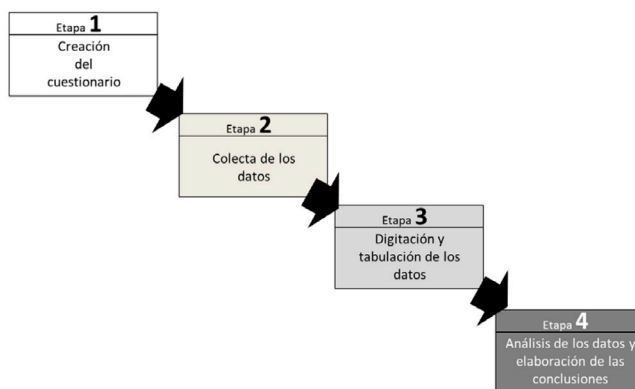 Etapa 1
Creación
del
cuestionario
Etapa 2
Colecta de los
datos
Etapa 3
Digitación y
tabulación de los
datos
Etapa 4
Análisis de los datos y
elaboración de las
conclusiones